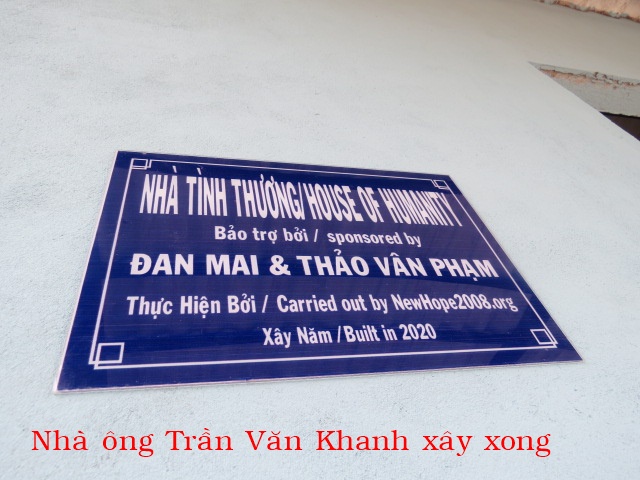 NHÀ TÌNH THƯƠNG/HOUSE OF HUMANITY
Bảo trợ bởi / sponsored by
ĐAN MAI & THẢO VÂN PHẠM
Thực Hiện Bởi / Carried out by NewHope2008.org
Xây Năm / Built in 2020
Nhà ông Trần Văn Khanh xây xong